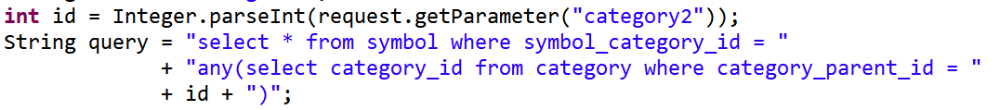 int id = Integer.parseInt(request.getParameter("category2"));
String query = "select * from symbol where symbol_category_id = "
+ "any(select category_id from category where category_parent_id = "
+ id + ")";